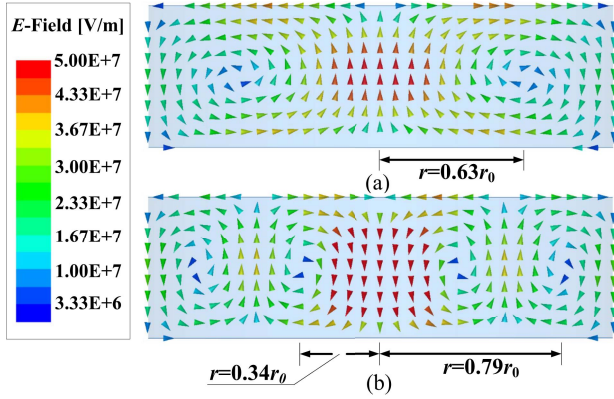 E-Field [V/m]
5.00E+7
4.33E+7
3.67E+7
3.00E+7
2.33E+7
1.67E+7
1.00E+7
3.33E+6
(a)
r=0.63r₀
r=0.34r₀
(b)
r=0.79r₀